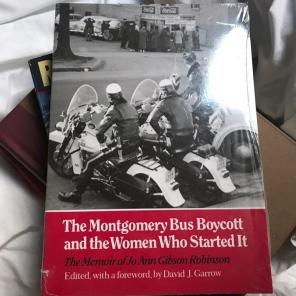 The Montgomery Bus Boycott
and the Women Who Started It
The Memoir of Jo Ann Gibson Robinson
Edited, with a foreword, by David J. Garrow